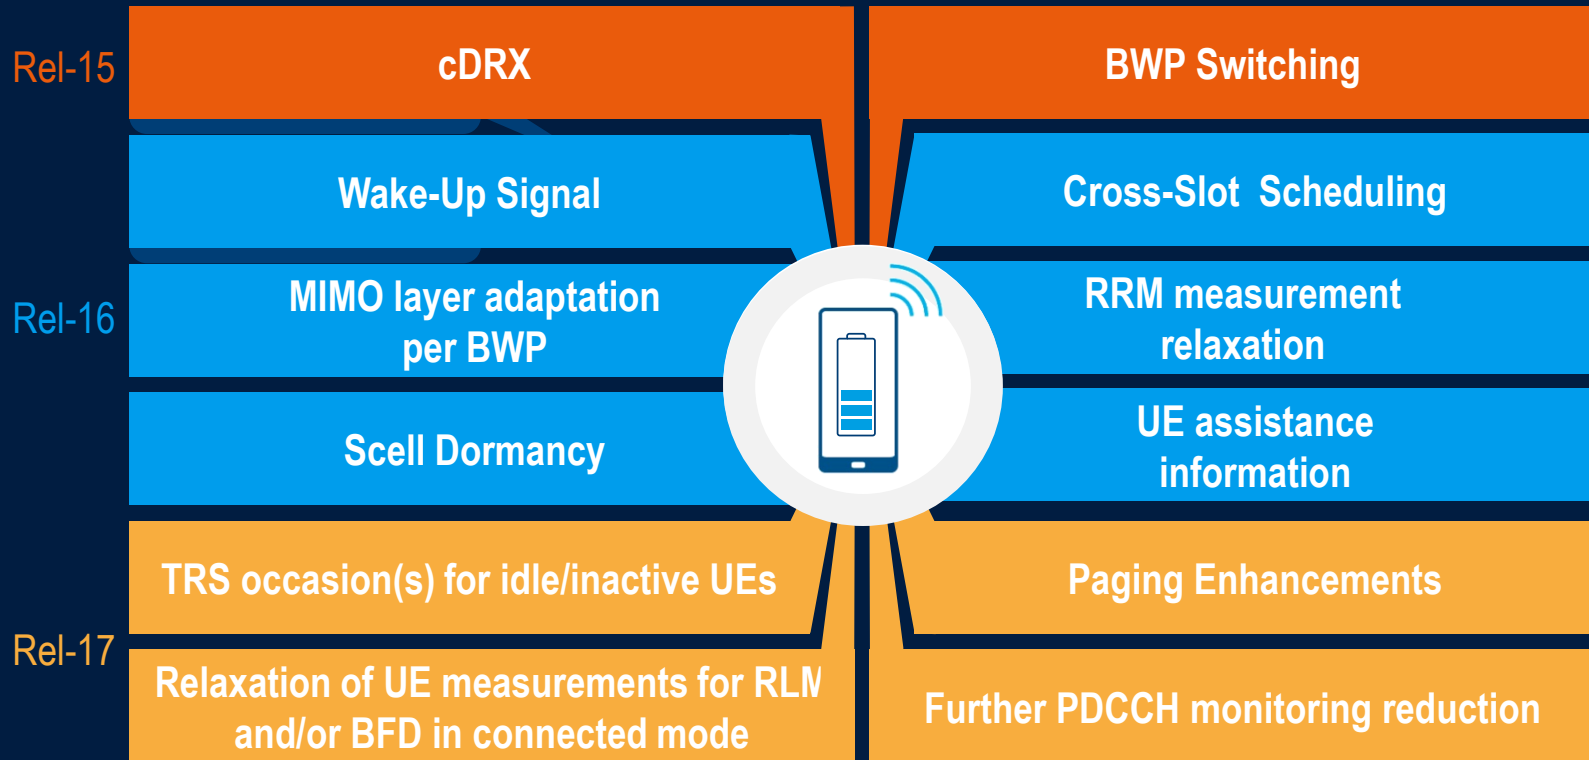 Rel-15
cDRX
BWP Switching
Wake-Up Signal
Cross-Slot Scheduling
Rel-16
MIMO layer adaptation
per BWP
RRM measurement
relaxation
Scell Dormancy
UE assistance
information
TRS occasion(s) for idle/inactive UEs
Paging Enhancements
Rel-17
Relaxation of UE measurements for RLM
and/or BFD in connected mode
Further PDCCH monitoring reduction